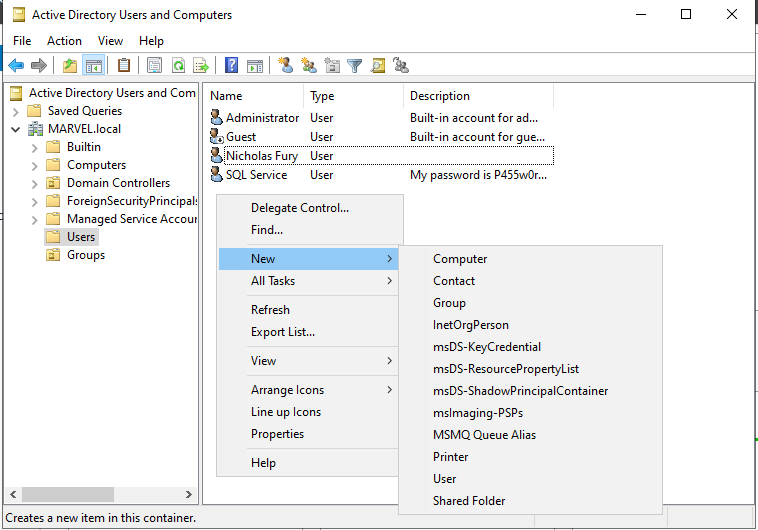 Active Directory Users and Computers
File Action View Help
Active Directory Users and Com
Saved Queries
MARVEL.local
Builtin
Computers
Domain Controllers
ForeignSecurityPrincipals
Managed Service Accour
Users
Groups
Name Type Description
Administrator User Built-in account for ad...
Guest User Built-in account for gue...
Nicholas Fury User
SQL Service User My password is P455w0r...
Delegate Control...
Find...
New
All Tasks
Refresh
Export List...
View
Arrange Icons
Line up Icons
Properties
Help
Computer
Contact
Group
InetOrgPerson
msDS-KeyCredential
msDS-ResourcePropertyList
msDS-ShadowPrincipalContainer
msImaging-PSPs
MSMQ Queue Alias
Printer
User
Shared Folder
Creates a new item in this container.